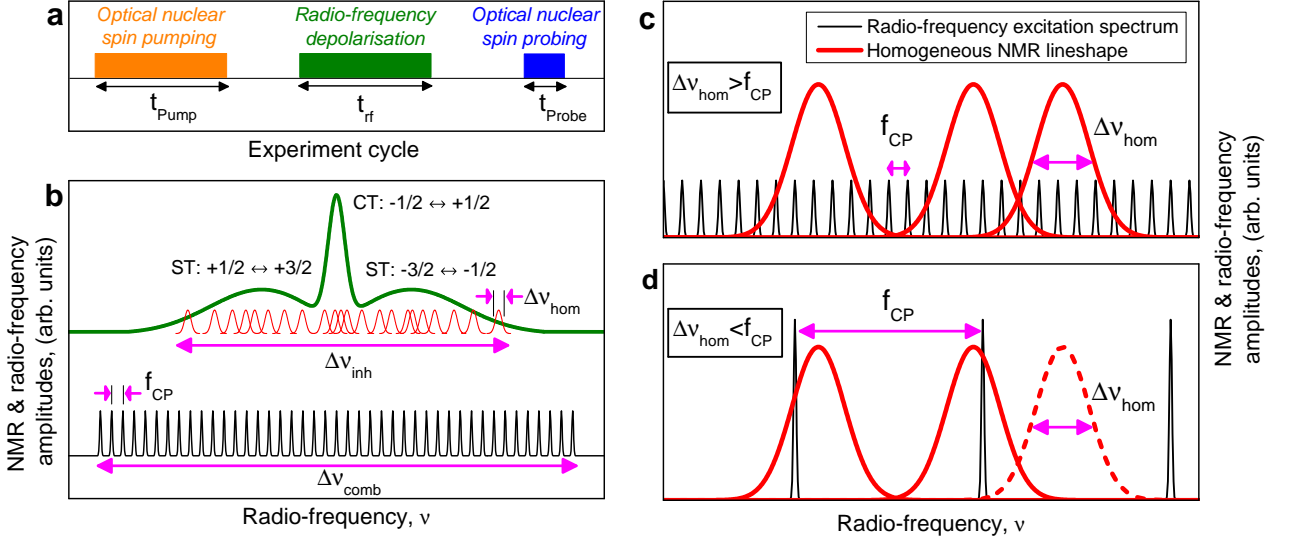 a
Optical nuclear
spin pumping
Radio-frequency
depolarisation
Optical nuclear
spin probing
tPump
trf
tProbe
Experiment cycle
b
CT: -1/2 ↔ +1/2
ST: +1/2 ↔ +3/2
ST: -3/2 ↔ -1/2
Δνhom
Δνinh
fCP
Δνcomb
NMR & radio-frequency
amplitudes, (arb. units)
Radio-frequency, ν
c
Radio-frequency excitation spectrum
Homogeneous NMR lineshape
Δνhom>fCP
fCP
Δνhom
d
Δνhom<fCP
fCP
Δνhom
Radio-frequency, ν
NMR & radio-frequency
amplitudes, (arb. units)